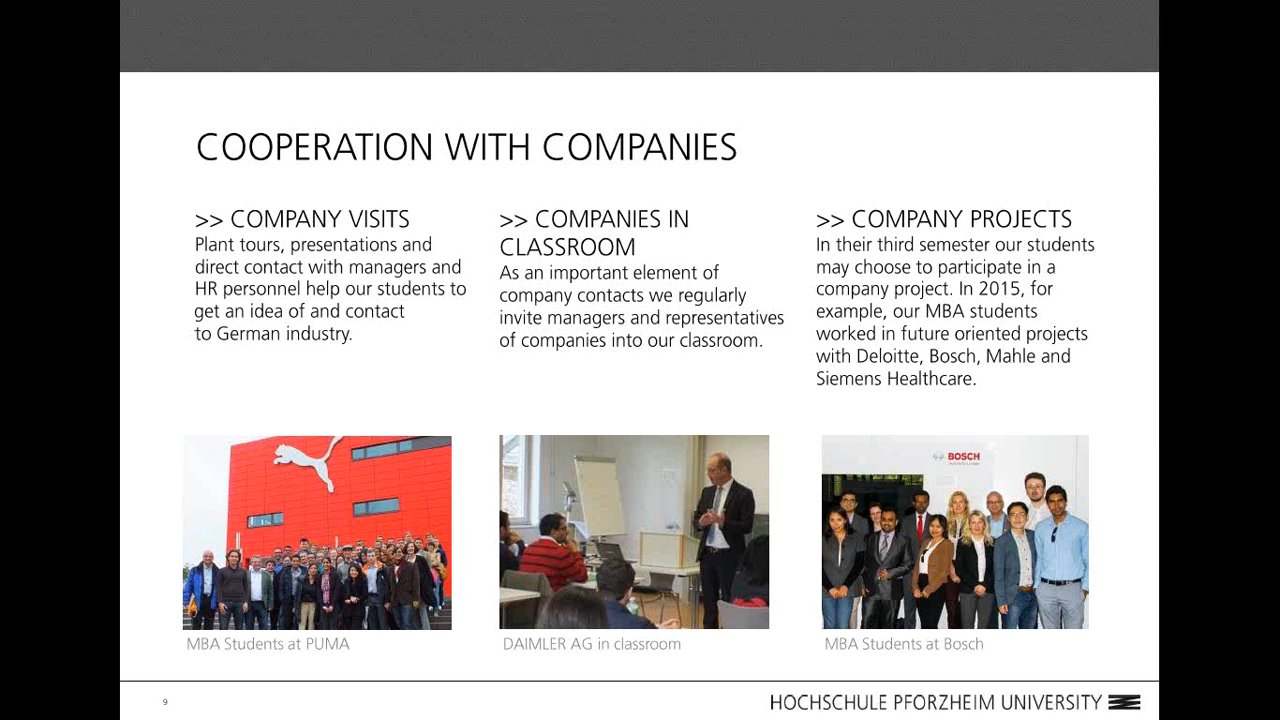 COOPERATION WITH COMPANIES
>> COMPANY VISITS
Plant tours, presentations and
direct contact with managers and
HR personnel help our students to
get an idea of and contact
to German industry.
>> COMPANIES IN
CLASSROOM
As an important element of
company contacts we regularly
invite managers and representatives
of companies into our classroom.
>> COMPANY PROJECTS
In their third semester our students
may choose to participate in a
company project. In 2015, for
example, our MBA students
worked in future oriented projects
with Deloitte, Bosch, Mahle and
Siemens Healthcare.
BOSCH
MBA Students at PUMA
DAIMLER AG in classroom
MBA Students at Bosch
9
HOCHSCHULE PFORZHEIM UNIVERSITY